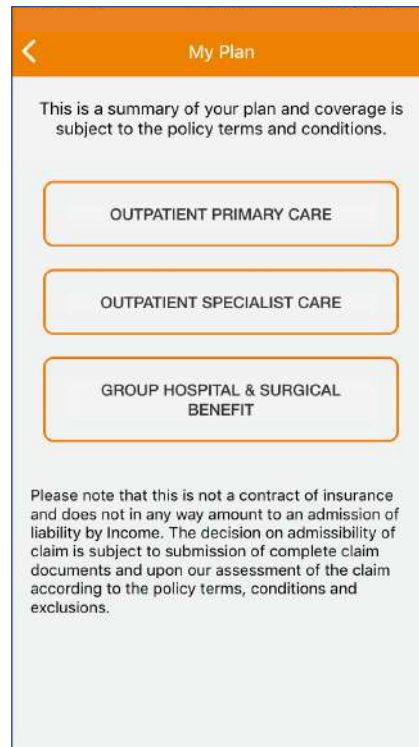 My Plan
This is a summary of your plan and coverage is
subject to the policy terms and conditions.
OUTPATIENT PRIMARY CARE
OUTPATIENT SPECIALIST CARE
GROUP HOSPITAL & SURGICAL
BENEFIT
Please note that this is not a contract of insurance
and does not in any way amount to an admission of
liability by Income. The decision on admissibility of
claim is subject to submission of complete claim
documents and upon our assessment of the claim
according to the policy terms, conditions and
exclusions.